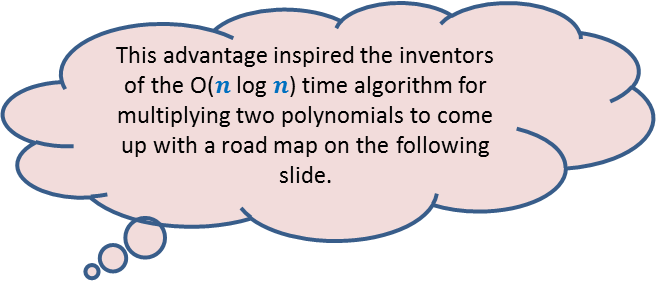 This advantage inspired the inventors
of the O(n log n) time algorithm for
multiplying two polynomials to come
up with a road map on the following
slide.